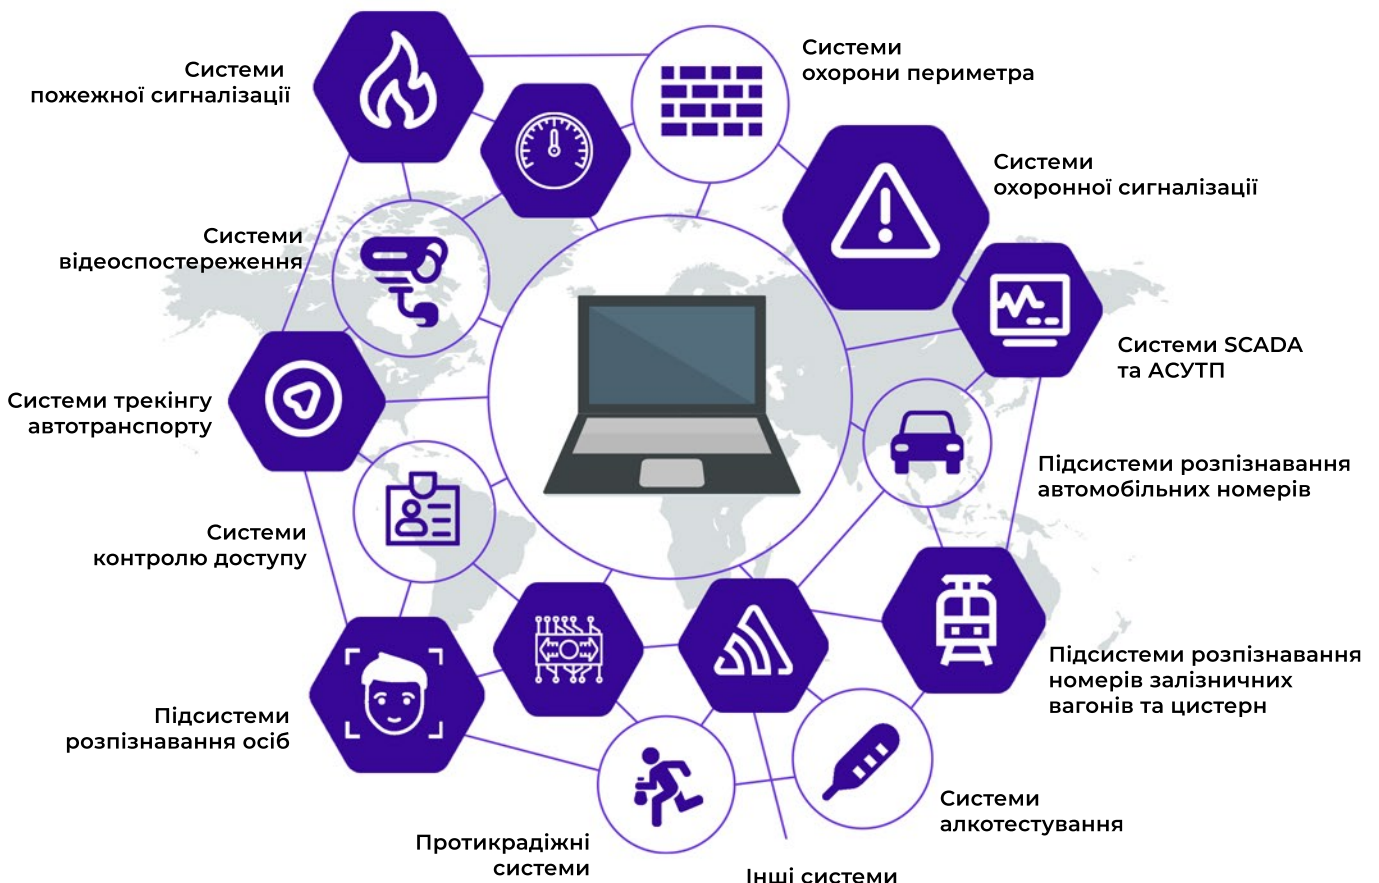 Системи
пожежної сигналізації
Системи
охорони периметра
Системи
охоронної сигналізації
Системи
відеоспостереження
Системи SCADA
та АСУТП
Системи трекінгу
автотранспорту
Підсистеми розпізнавання
автомобільних номерів
Системи
контролю доступу
Підсистеми розпізнавання
номерів залізничних
вагонів та цистерн
Підсистеми
розпізнавання осіб
Системи
алкотестування
Протикрадіжні
системи
Інші системи